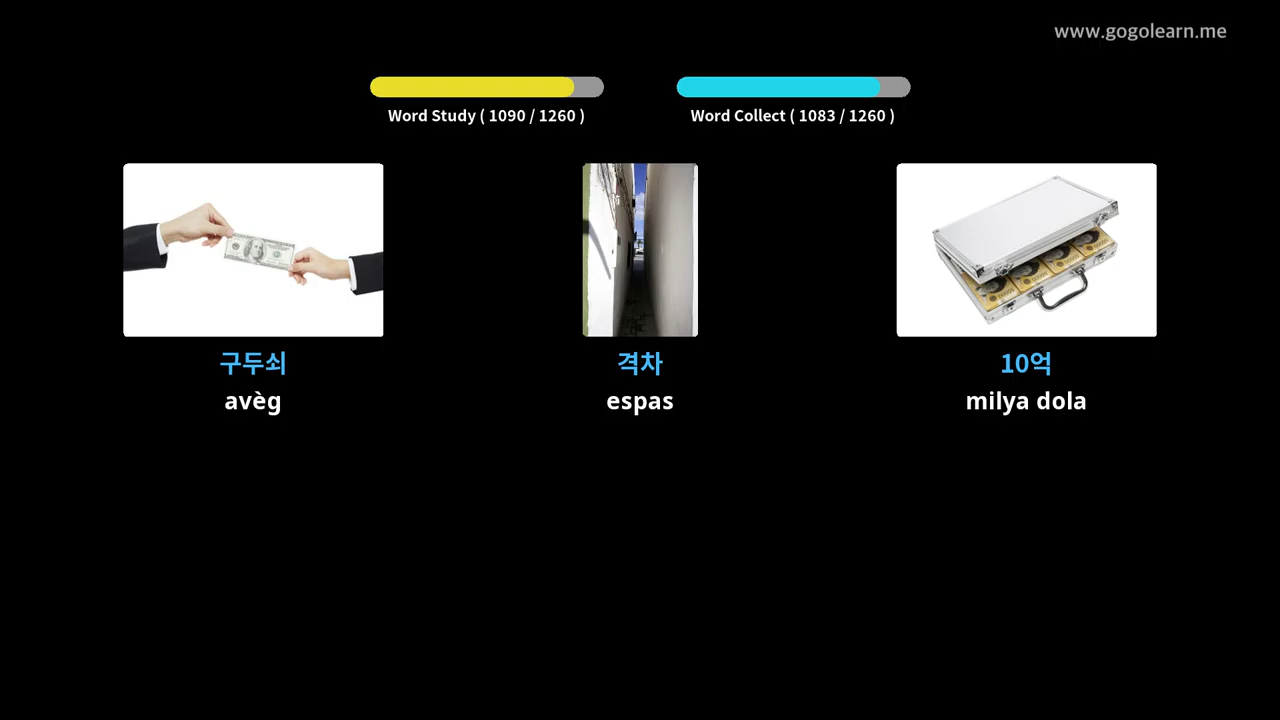 www.gogolearn.me
Word Study ( 1090 / 1260 )
Word Collect ( 1083 / 1260 )
구두쇠
avèg
격차
espas
10억
milya dola